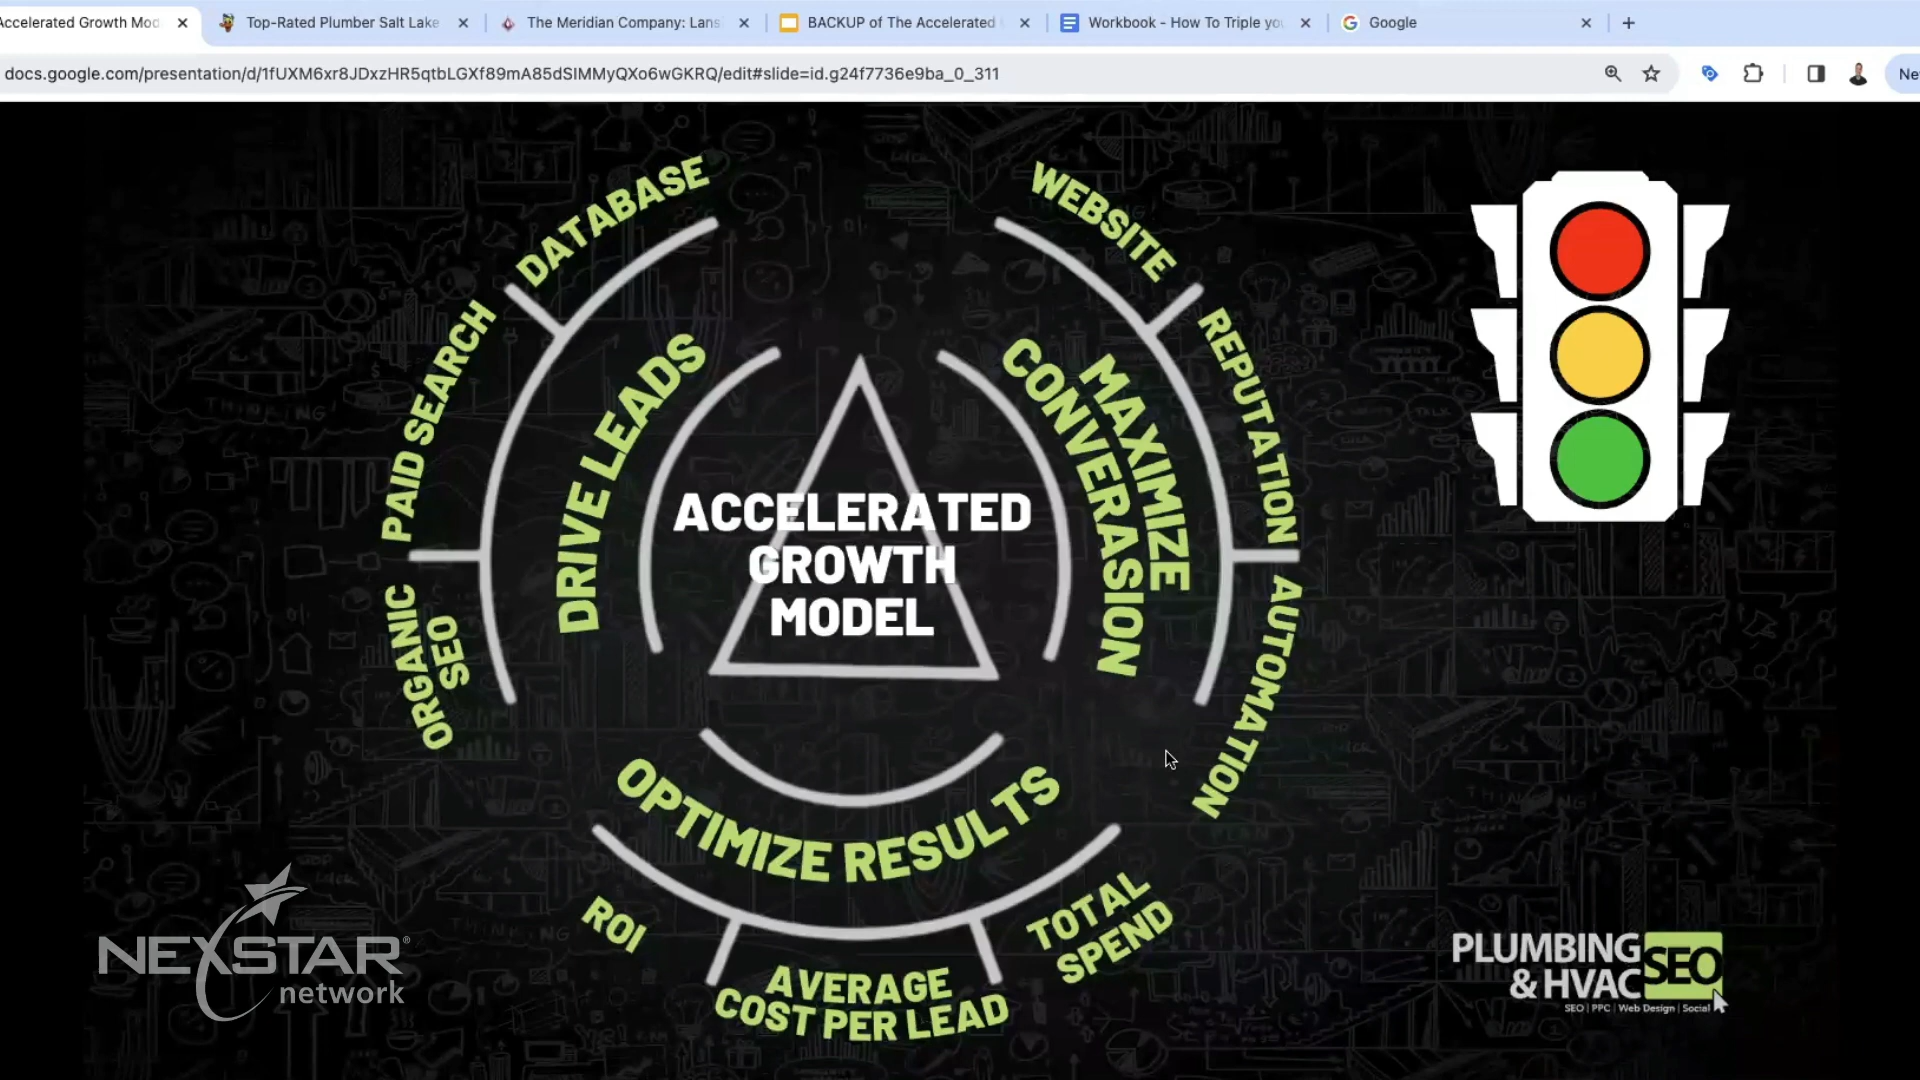 Accelerated Growth Mod
Top-Rated Plumber Salt Lake
The Meridian Company: Lans
BACKUP of The Accelerated
Workbook - How To Triple you
Google
docs.google.com/presentation/d/1fUXM6xr8JDxzHR5qtbLGXf89mA85dSIMMyQXo6wGKRQ/edit#slide=id.g24f7736e9ba_0_311
Ne
DATABASE
PAID SEARCH
ORGANIC
SEO
DRIVE LEADS
WEBSITE
REPUTATION
AUTOMATION
MAXIMIZE
CONVERASION
ACCELERATED
GROWTH
MODEL
OPTIMIZE RESULTS
ROI
AVERAGE
COST PER LEAD
TOTAL
SPEND
NEXSTAR®
network
PLUMBING
& HVAC SEO
SEO | PPC | Web Design | Social